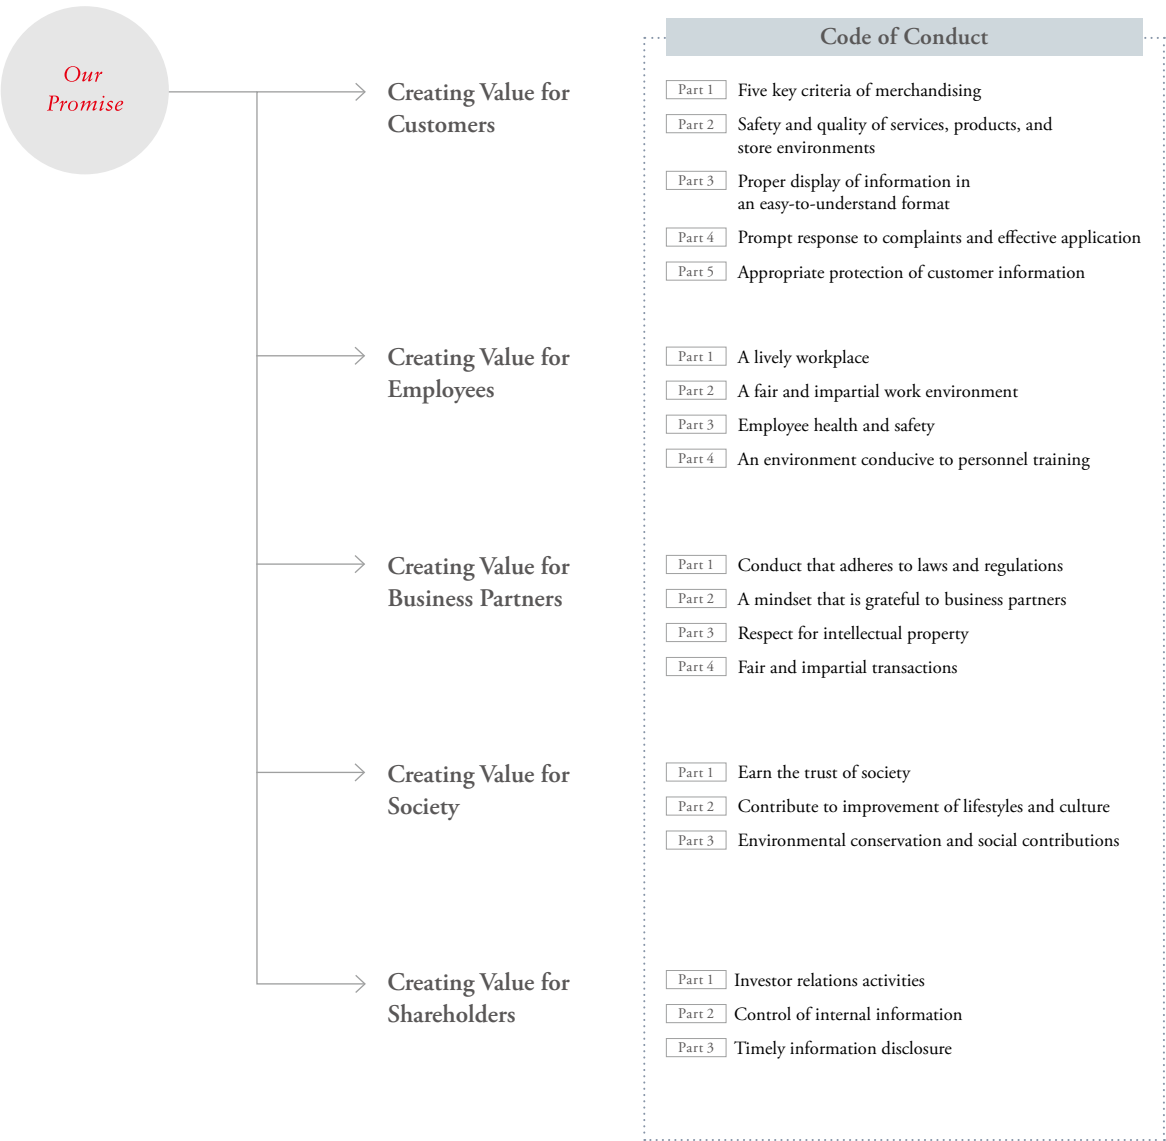 Our
Promise
Code of Conduct
Creating Value for
Customers
Part 1 Five key criteria of merchandising
Part 2 Safety and quality of services, products, and
store environments
Part 3 Proper display of information in
an easy-to-understand format
Part 4 Prompt response to complaints and effective application
Part 5 Appropriate protection of customer information
Creating Value for
Employees
Part 1 A lively workplace
Part 2 A fair and impartial work environment
Part 3 Employee health and safety
Part 4 An environment conducive to personnel training
Creating Value for
Business Partners
Part 1 Conduct that adheres to laws and regulations
Part 2 A mindset that is grateful to business partners
Part 3 Respect for intellectual property
Part 4 Fair and impartial transactions
Creating Value for
Society
Part 1 Earn the trust of society
Part 2 Contribute to improvement of lifestyles and culture
Part 3 Environmental conservation and social contributions
Creating Value for
Shareholders
Part 1 Investor relations activities
Part 2 Control of internal information
Part 3 Timely information disclosure